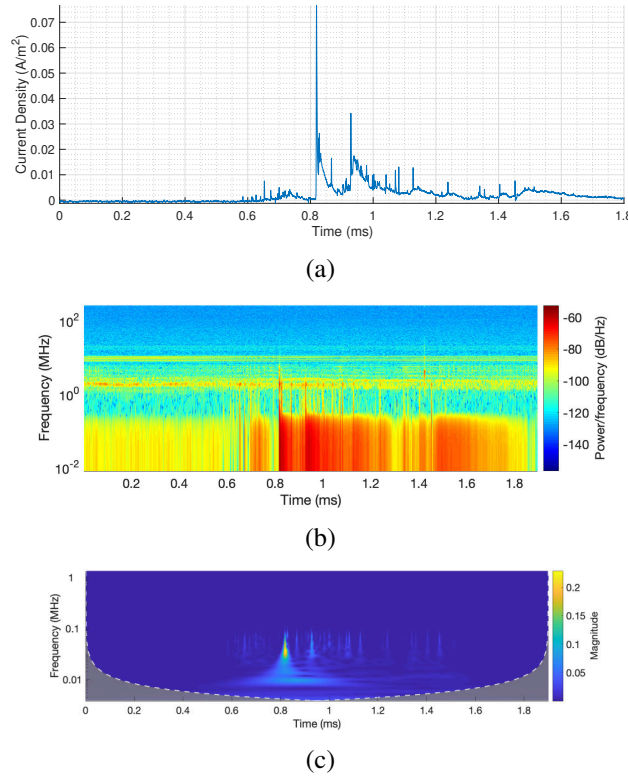 Current Density (A/m²)
0.07
0.06
0.05
0.04
0.03
0.02
0.01
0
0 0.2 0.4 0.6 0.8 1 1.2 1.4 1.6 1.8
Time (ms)
(a)
Frequency (MHz)
10²
10⁰
10⁻²
0.2 0.4 0.6 0.8 1 1.2 1.4 1.6 1.8
Time (ms)
-60
-80
-100
-120
-140
Power/frequency (dB/Hz)
(b)
Frequency (MHz)
1
0.1
0.01
0 0.2 0.4 0.6 0.8 1 1.2 1.4 1.6 1.8
Time (ms)
0.2
0.15
0.1
0.05
Magnitude
(c)